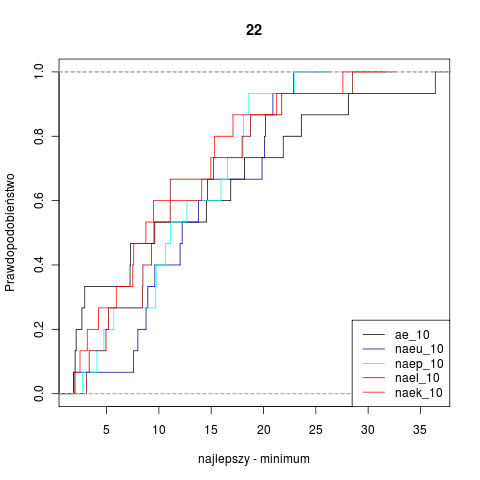 22
Prawdopodobieństwo
1.0
0.8
0.6
0.4
0.2
0.0
5 10 15 20 25 30 35
najlepszy - minimum
ae_10
naeu_10
naep_10
nael_10
naek_10